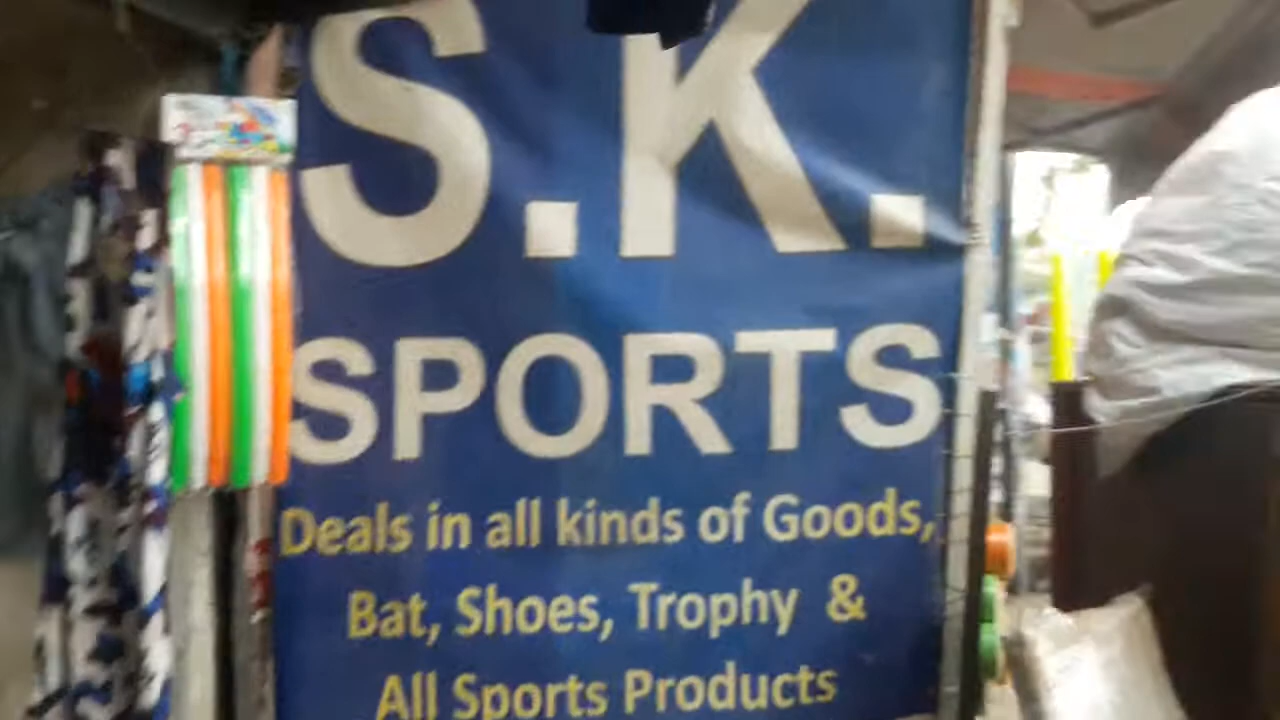 S.K.
SPORTS
Deals in all kinds of Goods,
Bat, Shoes, Trophy &
All Sports Products